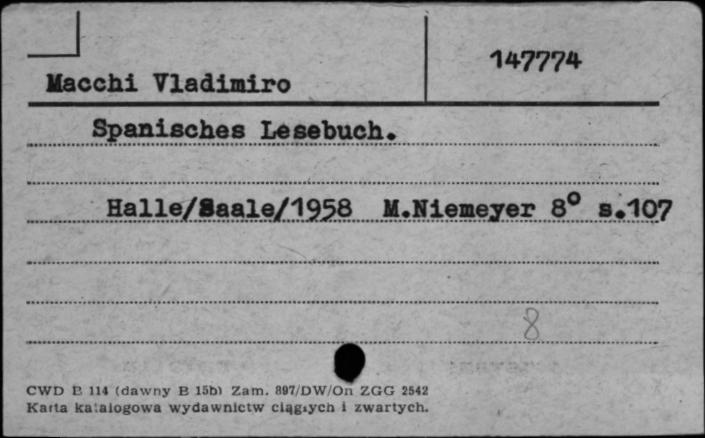 147774
Macchi Vladimiro
Spanisches Lesebuch.
Halle/Saale/1958 M.Niemeyer 8° s.107
8
CWD B 114 (dawny B 15b) Zam. 897/DW/On ZGG 2542
Karta katalogowa wydawnictw ciągłych i zwartych.